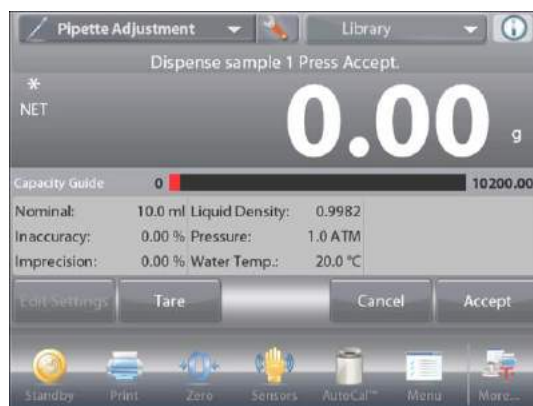 Pipette Adjustment Library
Dispense sample 1 Press Accept.
*
NET
0.00 g
Capacity Guide 0 10200.00
Nominal: 10.0 ml Liquid Density: 0.9982
Inaccuracy: 0.00 % Pressure: 1.0 ATM
Imprecision: 0.00 % Water Temp.: 20.0 °C
Edit Settings Tare Cancel Accept
Standby Print Zero Sensors AutoCal™ Menu More...